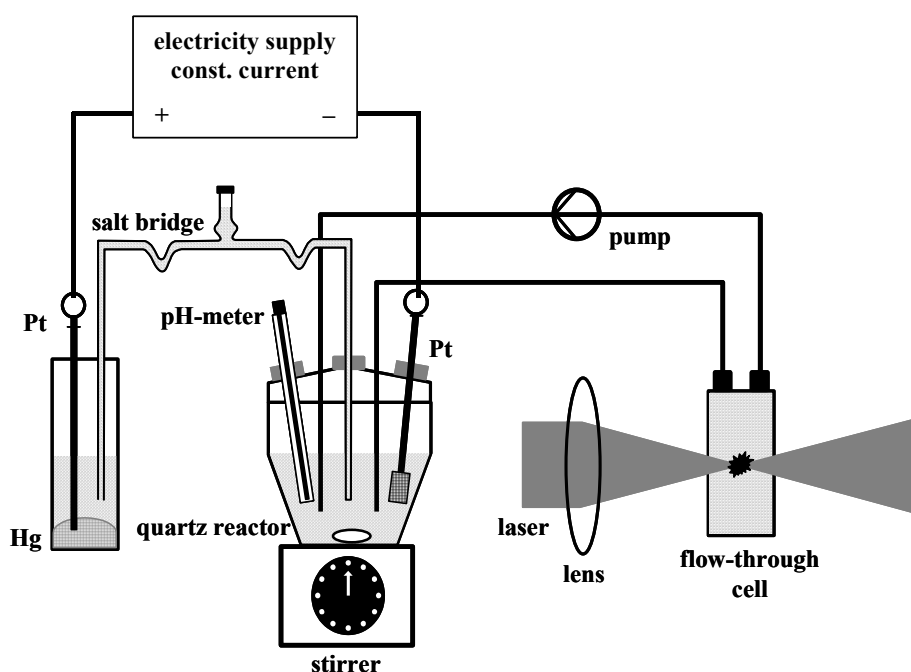 electricity supply
const. current
+ −
salt bridge
pump
Pt
pH-meter
Pt
Hg
quartz reactor
laser
lens
flow-through
cell
stirrer